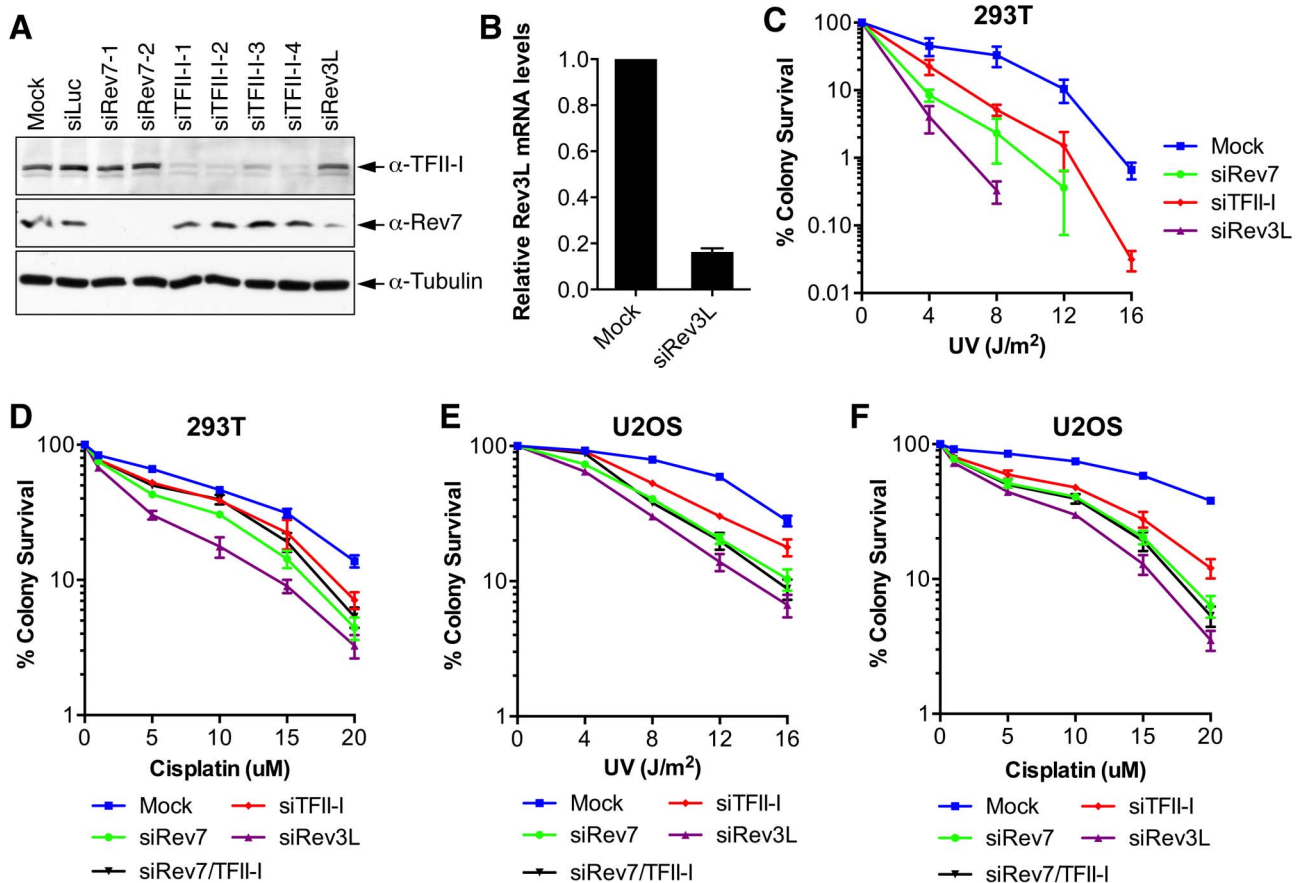 A
Mock
siLuc
siRev7-1
siRev7-2
siTFII-I-1
siTFII-I-2
siTFII-I-3
siTFII-I-4
siRev3L
α-TFII-I
α-Rev7
α-Tubulin
B
Relative Rev3L mRNA levels
1.0
0.8
0.6
0.4
0.2
0.0
Mock
siRev3L
C
293T
% Colony Survival
100
10
1
0.10
0.01
0 4 8 12 16
UV (J/m²)
Mock
siRev7
siTFII-I
siRev3L
D
293T
% Colony Survival
100
10
1
0 5 10 15 20
Cisplatin (uM)
Mock siTFII-I
siRev7 siRev3L
siRev7/TFII-I
E
U2OS
% Colony Survival
100
10
1
0 4 8 12 16
UV (J/m²)
Mock siTFII-I
siRev7 siRev3L
siRev7/TFII-I
F
U2OS
% Colony Survival
100
10
1
0 5 10 15 20
Cisplatin (uM)
Mock siTFII-I
siRev7 siRev3L
siRev7/TFII-I